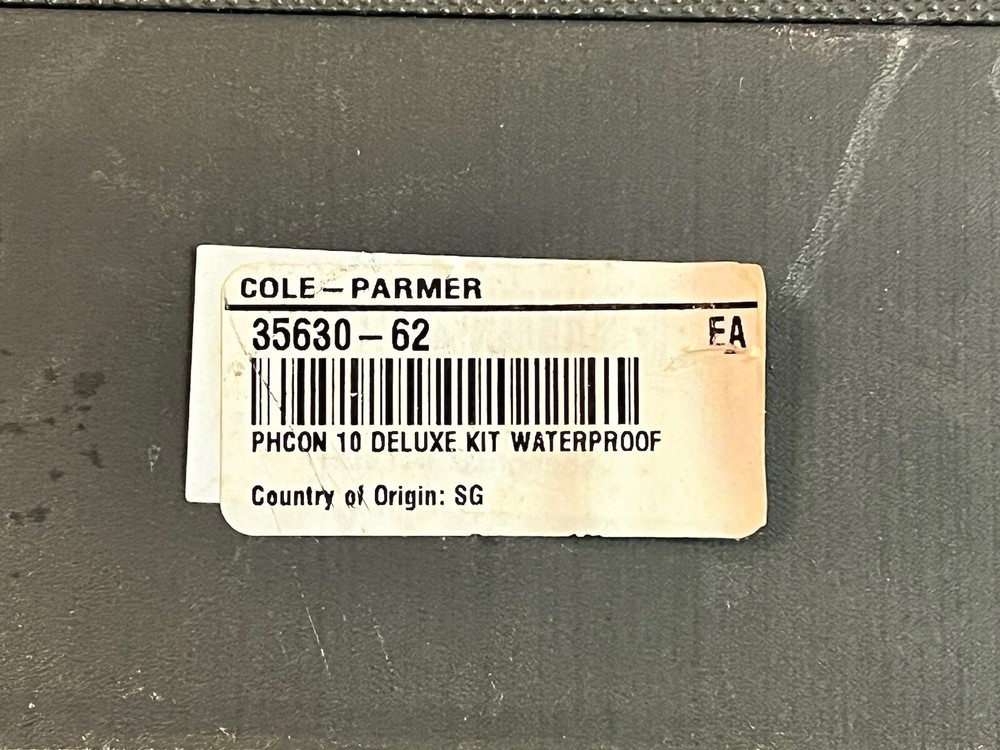 COLE-PARMER
35630-62 EA
PHCON 10 DELUXE KIT WATERPROOF
Country of Origin: SG